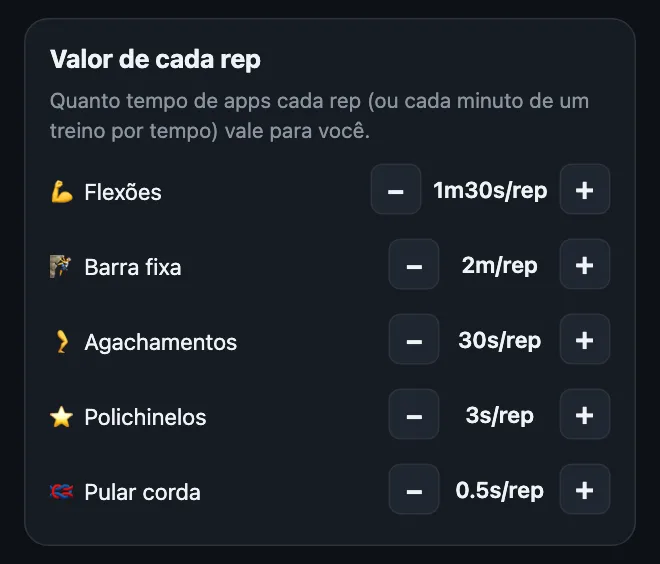 Valor de cada rep
Quanto tempo de apps cada rep (ou cada minuto de um
treino por tempo) vale para você.
Flexões − 1m30s/rep +
Barra fixa − 2m/rep +
Agachamentos − 30s/rep +
Polichinelos − 3s/rep +
Pular corda − 0.5s/rep +